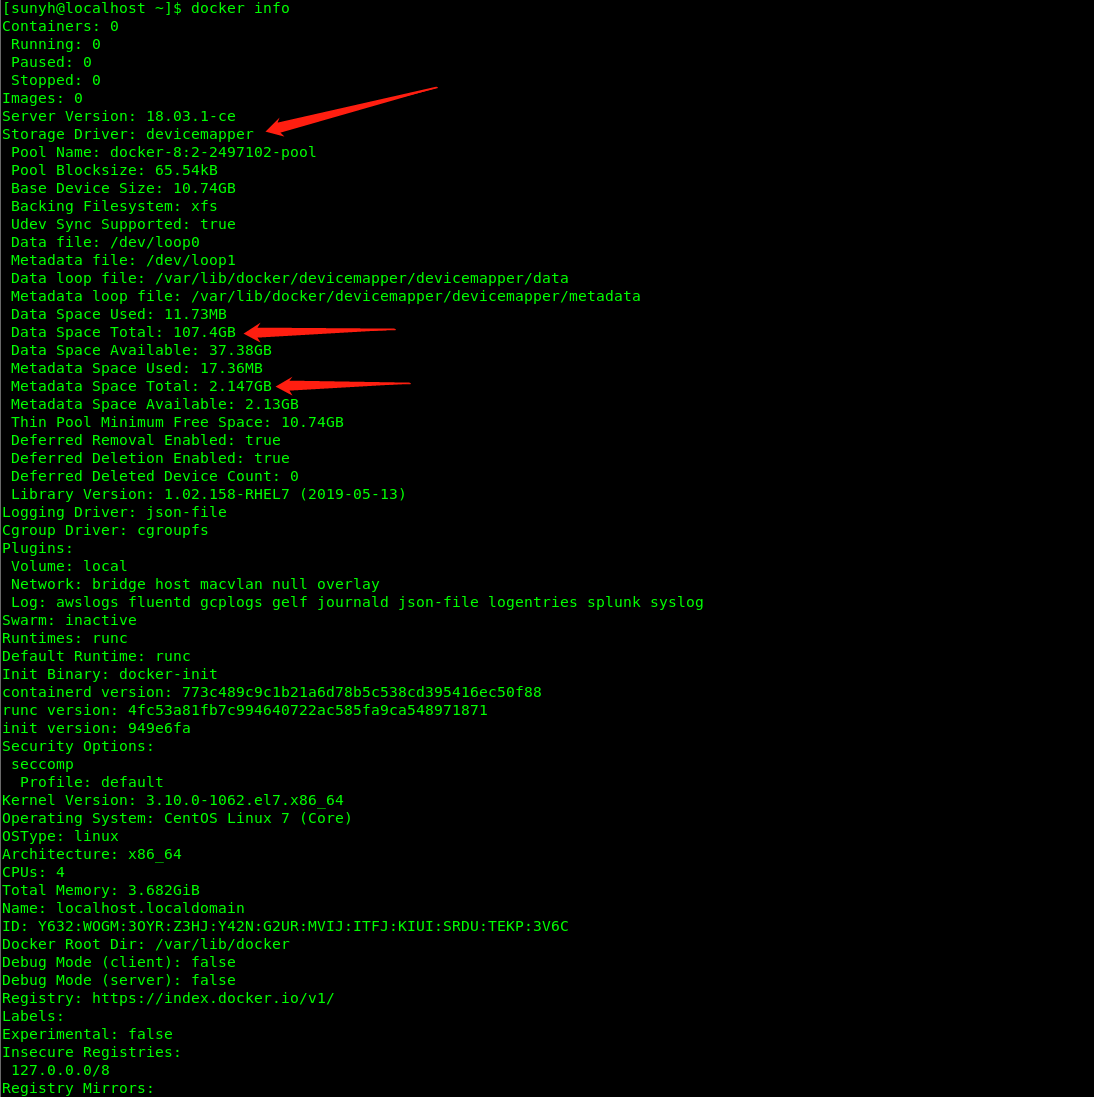 [sunyh@localhost ~]$ docker info
Containers: 0
 Running: 0
 Paused: 0
 Stopped: 0
Images: 0
Server Version: 18.03.1-ce
Storage Driver: devicemapper
 Pool Name: docker-8:2-2497102-pool
 Pool Blocksize: 65.54kB
 Base Device Size: 10.74GB
 Backing Filesystem: xfs
 Udev Sync Supported: true
 Data file: /dev/loop0
 Metadata file: /dev/loop1
 Data loop file: /var/lib/docker/devicemapper/devicemapper/data
 Metadata loop file: /var/lib/docker/devicemapper/devicemapper/metadata
 Data Space Used: 11.73MB
 Data Space Total: 107.4GB
 Data Space Available: 37.38GB
 Metadata Space Used: 17.36MB
 Metadata Space Total: 2.147GB
 Metadata Space Available: 2.13GB
 Thin Pool Minimum Free Space: 10.74GB
 Deferred Removal Enabled: true
 Deferred Deletion Enabled: true
 Deferred Deleted Device Count: 0
 Library Version: 1.02.158-RHEL7 (2019-05-13)
Logging Driver: json-file
Cgroup Driver: cgroupfs
Plugins:
 Volume: local
 Network: bridge host macvlan null overlay
 Log: awslogs fluentd gcplogs gelf journald json-file logentries splunk syslog
Swarm: inactive
Runtimes: runc
Default Runtime: runc
Init Binary: docker-init
containerd version: 773c489c9c1b21a6d78b5c538cd395416ec50f88
runc version: 4fc53a81fb7c994640722ac585fa9ca548971871
init version: 949e6fa
Security Options:
 seccomp
  Profile: default
Kernel Version: 3.10.0-1062.el7.x86_64
Operating System: CentOS Linux 7 (Core)
OSType: linux
Architecture: x86_64
CPUs: 4
Total Memory: 3.682GiB
Name: localhost.localdomain
ID: Y632:WOGM:3OYR:Z3HJ:Y42N:G2UR:MVIJ:ITFJ:KIUI:SRDU:TEKP:3V6C
Docker Root Dir: /var/lib/docker
Debug Mode (client): false
Debug Mode (server): false
Registry: https://index.docker.io/v1/
Labels:
Experimental: false
Insecure Registries:
 127.0.0.0/8
Registry Mirrors: